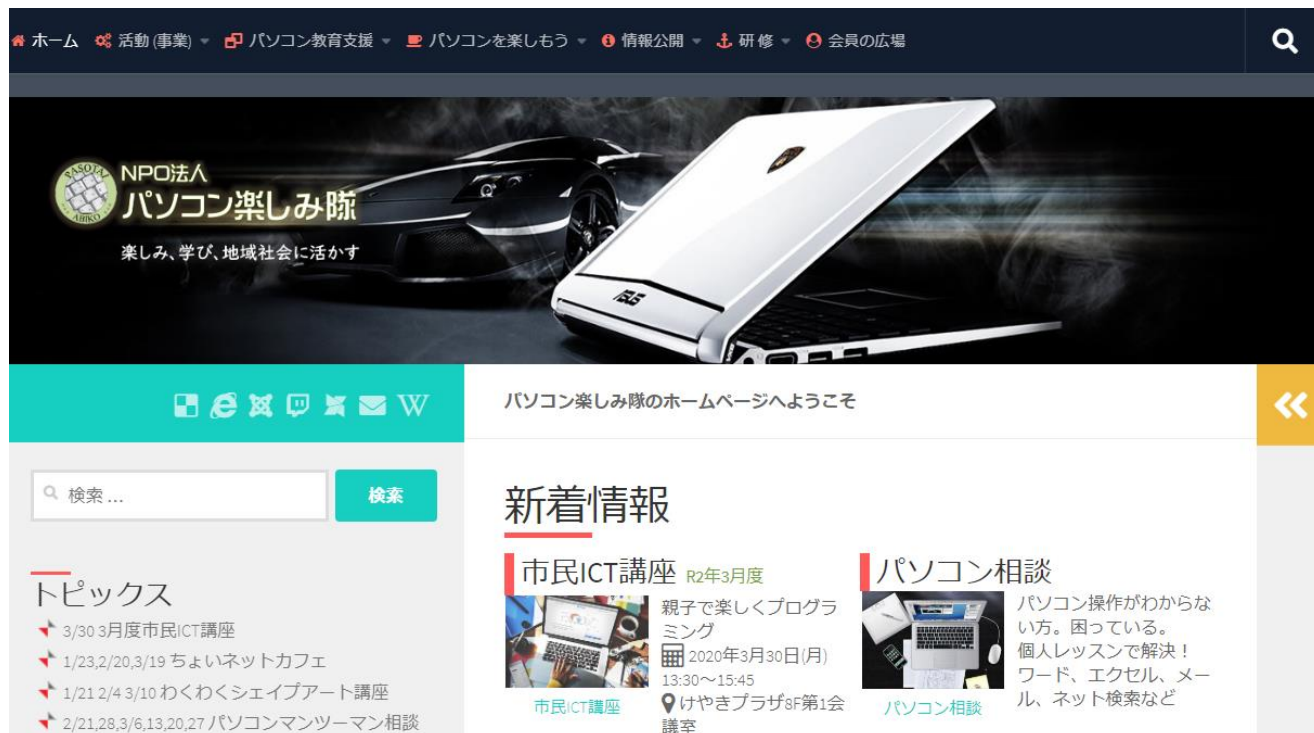 ホーム 活動(事業) パソコン教育支援 パソコンを楽しもう 情報公開 研修 会員の広場
PASOTAI
ABIKO
NPO法人
パソコン楽しみ隊
楽しみ、学び、地域社会に活かす
ASUS
W
パソコン楽しみ隊のホームページへようこそ
検索 ...
検索
トピックス
3/30 3月度市民ICT講座
1/23,2/20,3/19 ちょいネットカフェ
1/21 2/4 3/10 わくわくシェイプアート講座
2/21,28,3/6,13,20,27 パソコンマンツーマン相談
新着情報
市民ICT講座 R2年3月度
親子で楽しくプログラ
ミング
2020年3月30日(月)
13:30～15:45
けやきプラザ8F第1会
議室
市民ICT講座
パソコン相談
パソコン操作がわからな
い方。困っている。
個人レッスンで解決！
ワード、エクセル、メー
ル、ネット検索など
パソコン相談